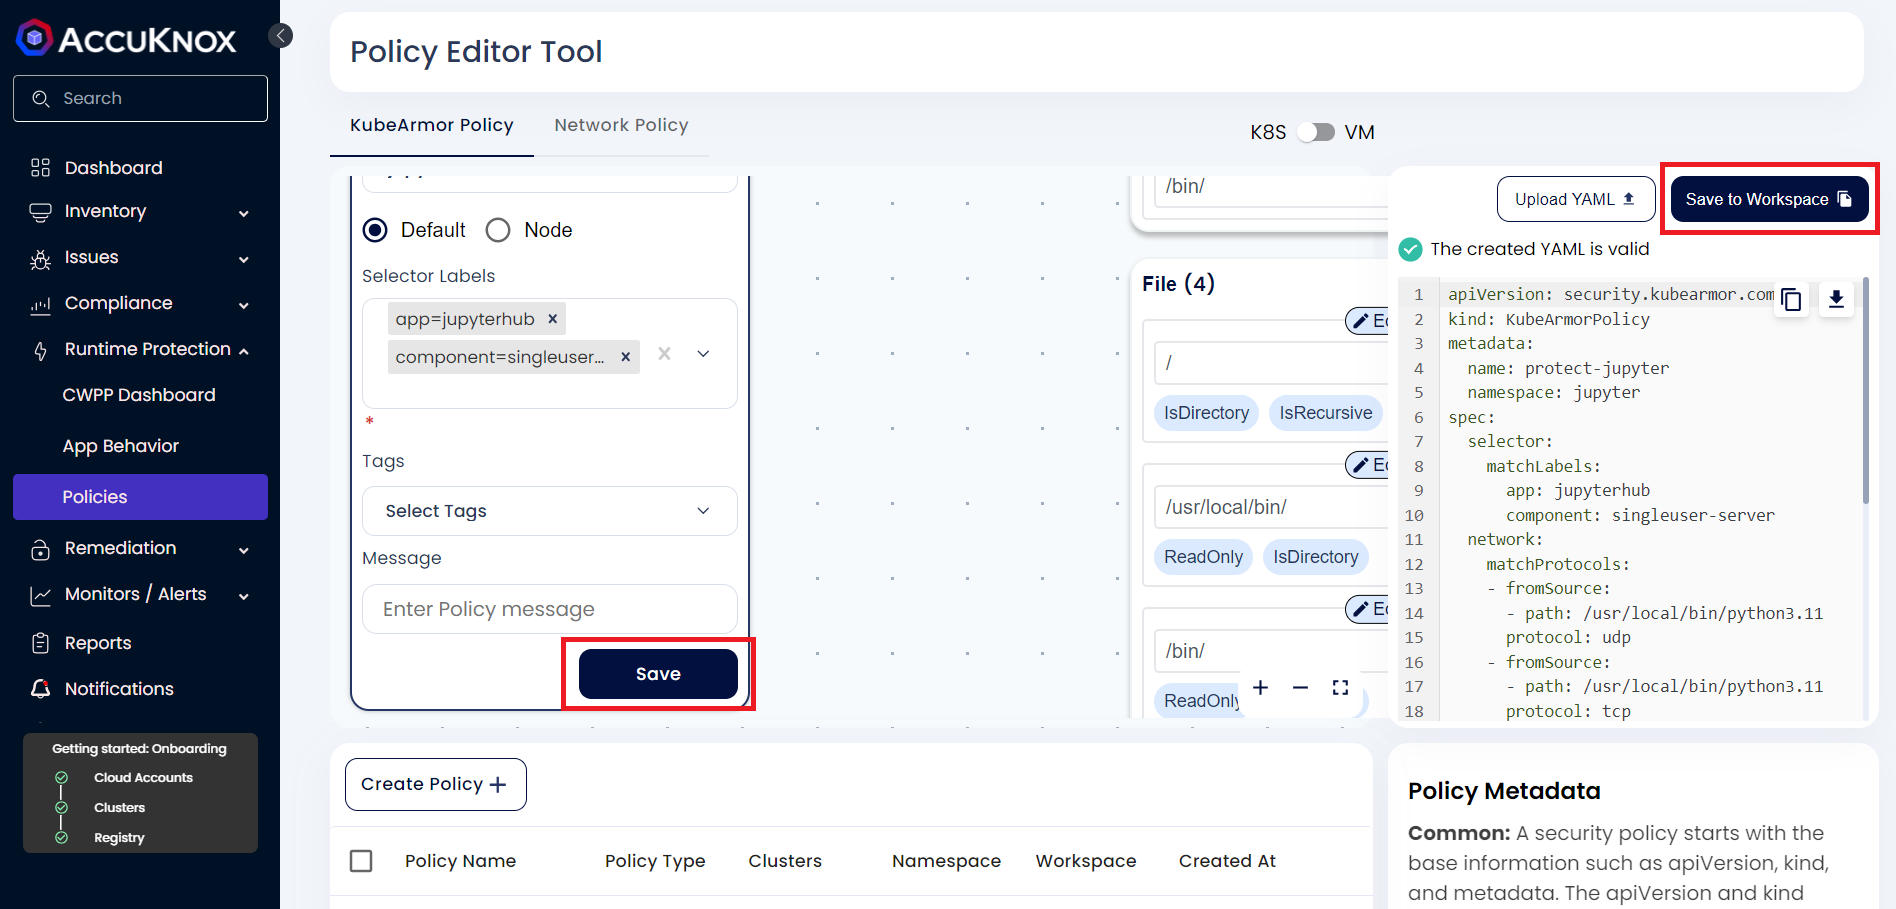 ACCUKNOX
Search
Dashboard
Inventory
Issues
Compliance
Runtime Protection
CWPP Dashboard
App Behavior
Policies
Remediation
Monitors / Alerts
Reports
Notifications
Getting started: Onboarding
Cloud Accounts
Clusters
Registry
Policy Editor Tool
KubeArmor Policy
Network Policy
K8S
VM
Default
Node
Selector Labels
app=jupyterhub ×
component=singleuser... ×
*
Tags
Select Tags
Message
Enter Policy message
Save
/bin/
File (4)
/
IsDirectory
IsRecursive
/usr/local/bin/
ReadOnly
IsDirectory
/bin/
ReadOnly
Upload YAML
Save to Workspace
The created YAML is valid
1 apiVersion: security.kubearmor.com
2 kind: KubeArmorPolicy
3 metadata:
4 name: protect-jupyter
5 namespace: jupyter
6 spec:
7 selector:
8 matchLabels:
9 app: jupyterhub
10 component: singleuser-server
11 network:
12 matchProtocols:
13 - fromSource:
14 - path: /usr/local/bin/python3.11
15 protocol: udp
16 - fromSource:
17 - path: /usr/local/bin/python3.11
18 protocol: tcp
Create Policy +
Policy Name
Policy Type
Clusters
Namespace
Workspace
Created At
Policy Metadata
Common: A security policy starts with the
base information such as apiVersion, kind,
and metadata. The apiVersion and kind